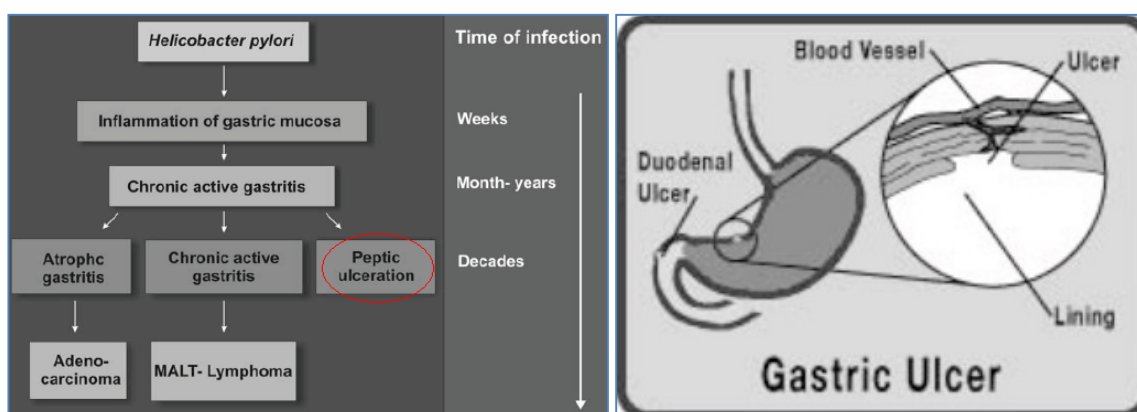 Helicobacter pylori
Time of infection
Inflammation of gastric mucosa
Weeks
Chronic active gastritis
Month- years
Atrophc
gastritis
Chronic active
gastritis
Peptic
ulceration
Decades
Adeno-
carcinoma
MALT- Lymphoma
Blood Vessel
Ulcer
Duodenal
Ulcer
Lining
Gastric Ulcer